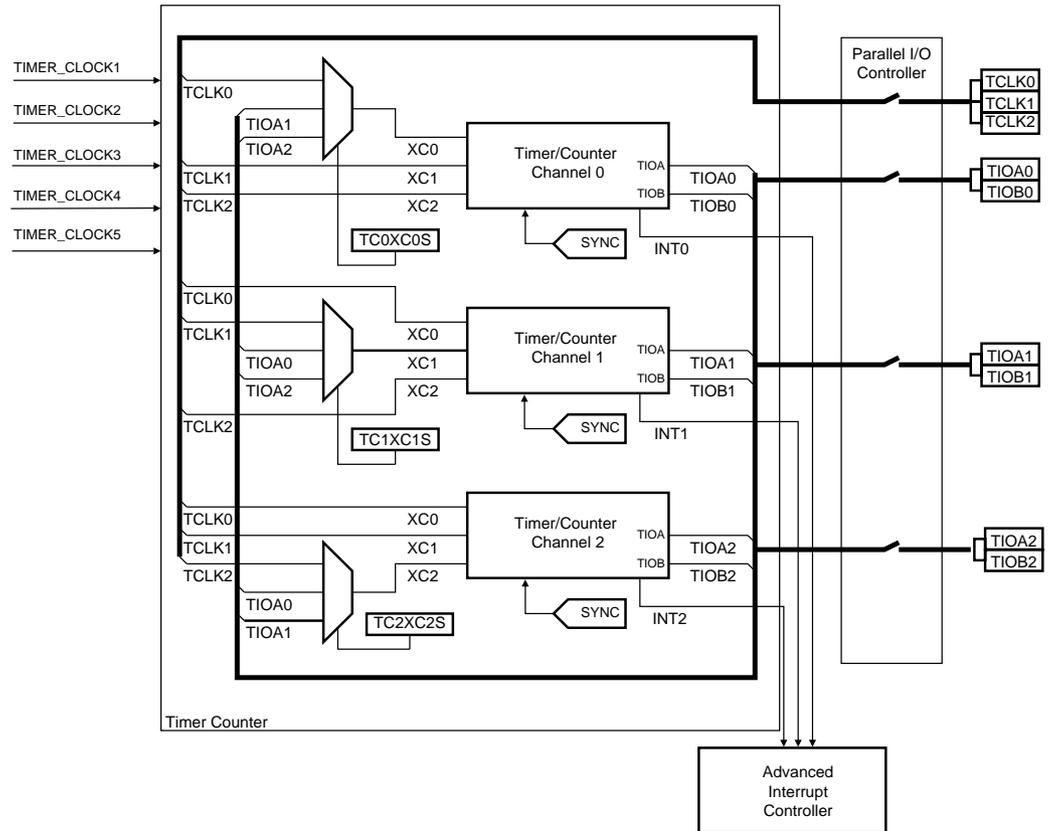 TIMER_CLOCK1
TIMER_CLOCK2
TIMER_CLOCK3
TIMER_CLOCK4
TIMER_CLOCK5
TCLK0
TIOA1
TIOA2
TCLK1
TCLK2
XC0
XC1
XC2
TC0XC0S
Timer/Counter
Channel 0
TIOA
TIOB
TIOA0
TIOB0
SYNC
INT0
TCLK0
TCLK1
TIOA0
TIOA2
TCLK2
XC0
XC1
XC2
TC1XC1S
Timer/Counter
Channel 1
TIOA
TIOB
TIOA1
TIOB1
SYNC
INT1
TCLK0
TCLK1
TCLK2
TIOA0
TIOA1
XC0
XC1
XC2
TC2XC2S
Timer/Counter
Channel 2
TIOA
TIOB
TIOA2
TIOB2
SYNC
INT2
Timer Counter
Parallel I/O
Controller
TCLK0
TCLK1
TCLK2
TIOA0
TIOB0
TIOA1
TIOB1
TIOA2
TIOB2
Advanced
Interrupt
Controller